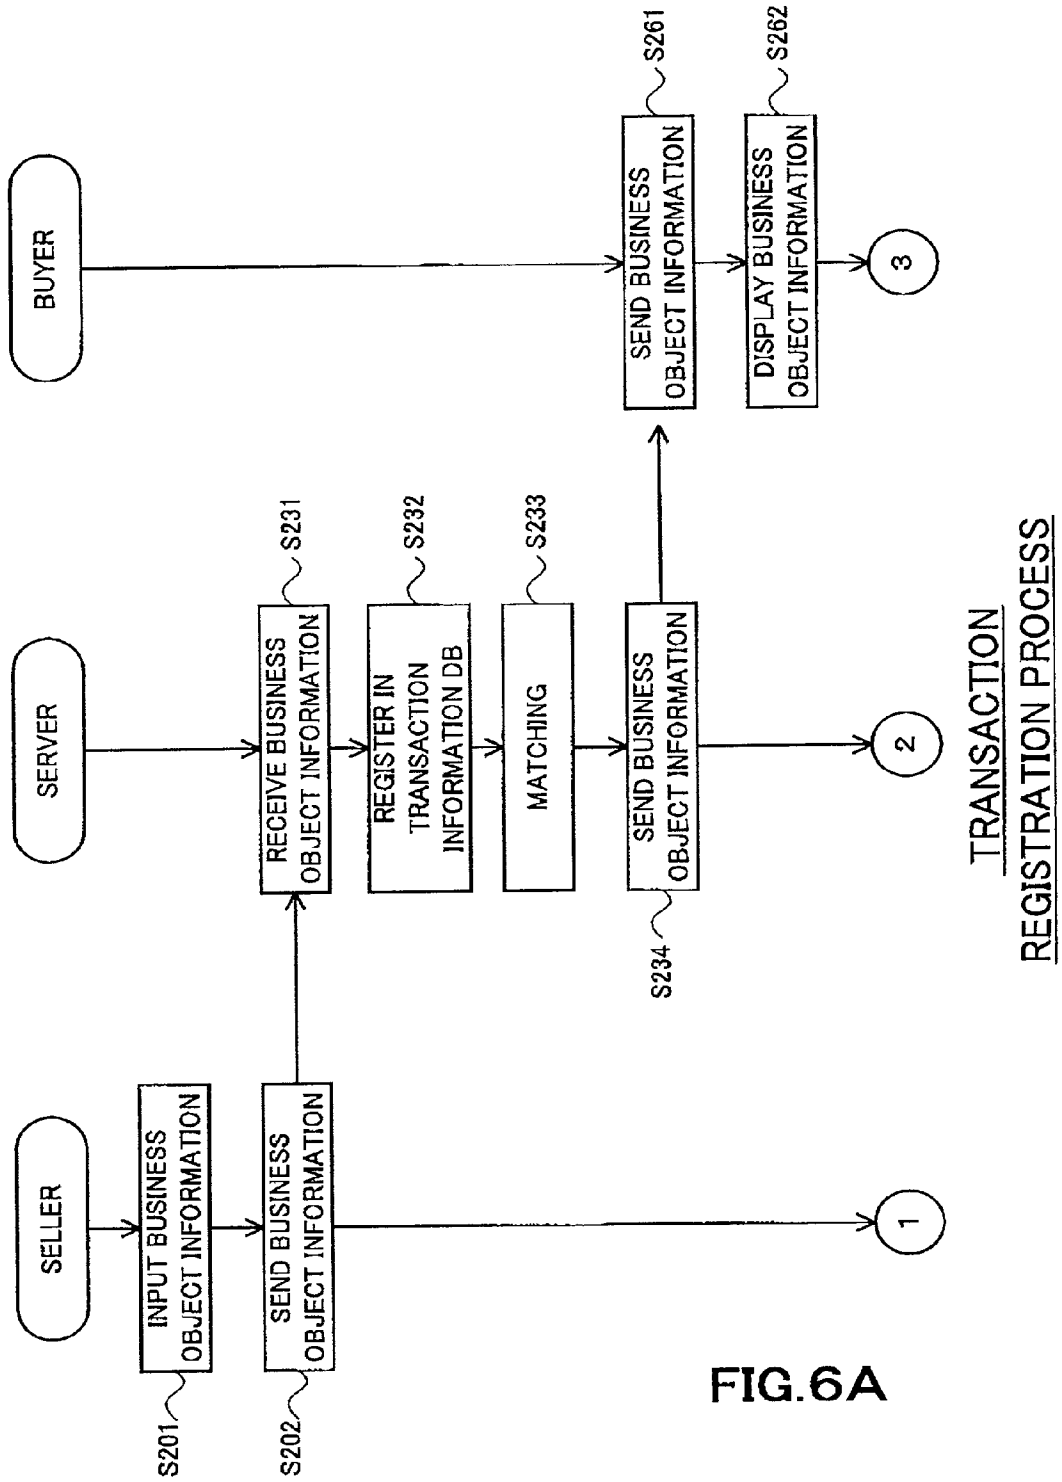 SELLER
INPUT BUSINESS
OBJECT INFORMATION
S201
SEND BUSINESS
OBJECT INFORMATION
S202
1
SERVER
RECEIVE BUSINESS
OBJECT INFORMATION
S231
REGISTER IN
TRANSACTION
INFORMATION DB
S232
MATCHING
S233
SEND BUSINESS
OBJECT INFORMATION
S234
2
BUYER
SEND BUSINESS
OBJECT INFORMATION
S261
DISPLAY BUSINESS
OBJECT INFORMATION
S262
3
TRANSACTION
REGISTRATION PROCESS
FIG.6A